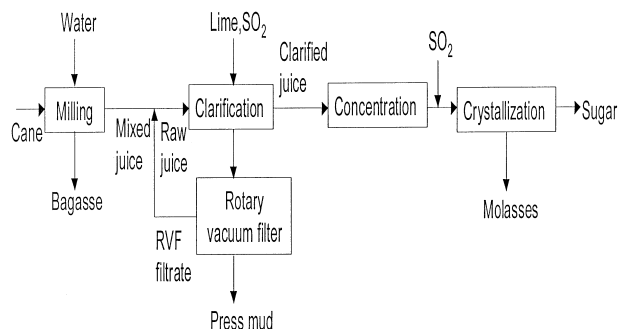 Water
Lime,SO2
Clarified
juice
SO2
Milling
Clarification
Concentration
Crystallization
Sugar
Cane
Mixed
juice
Raw
juice
Bagasse
Rotary
vacuum filter
Molasses
RVF
filtrate
Press mud